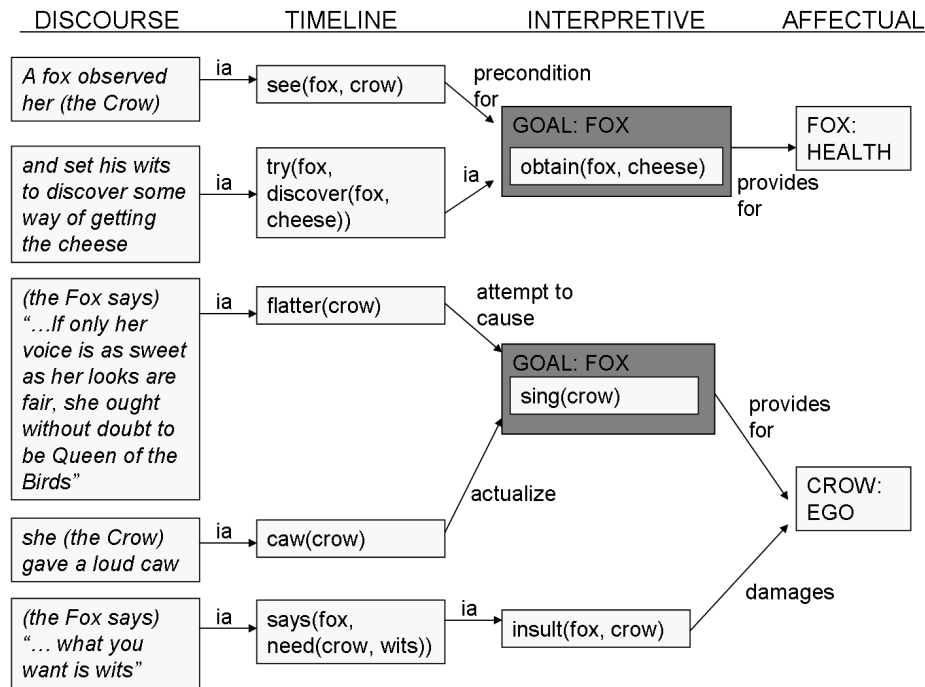 DISCOURSE TIMELINE INTERPRETIVE AFFECTUAL
A fox observed
her (the Crow)
ia
see(fox, crow)
precondition
for
GOAL: FOX
obtain(fox, cheese)
provides
for
FOX:
HEALTH
and set his wits
to discover some
way of getting
the cheese
ia
try(fox,
discover(fox,
cheese))
ia
(the Fox says)
“…If only her
voice is as sweet
as her looks are
fair, she ought
without doubt to
be Queen of the
Birds”
ia
flatter(crow)
attempt to
cause
GOAL: FOX
sing(crow)
provides
for
CROW:
EGO
she (the Crow)
gave a loud caw
ia
caw(crow)
actualize
(the Fox says)
“… what you
want is wits”
ia
says(fox,
need(crow, wits))
ia
insult(fox, crow)
damages